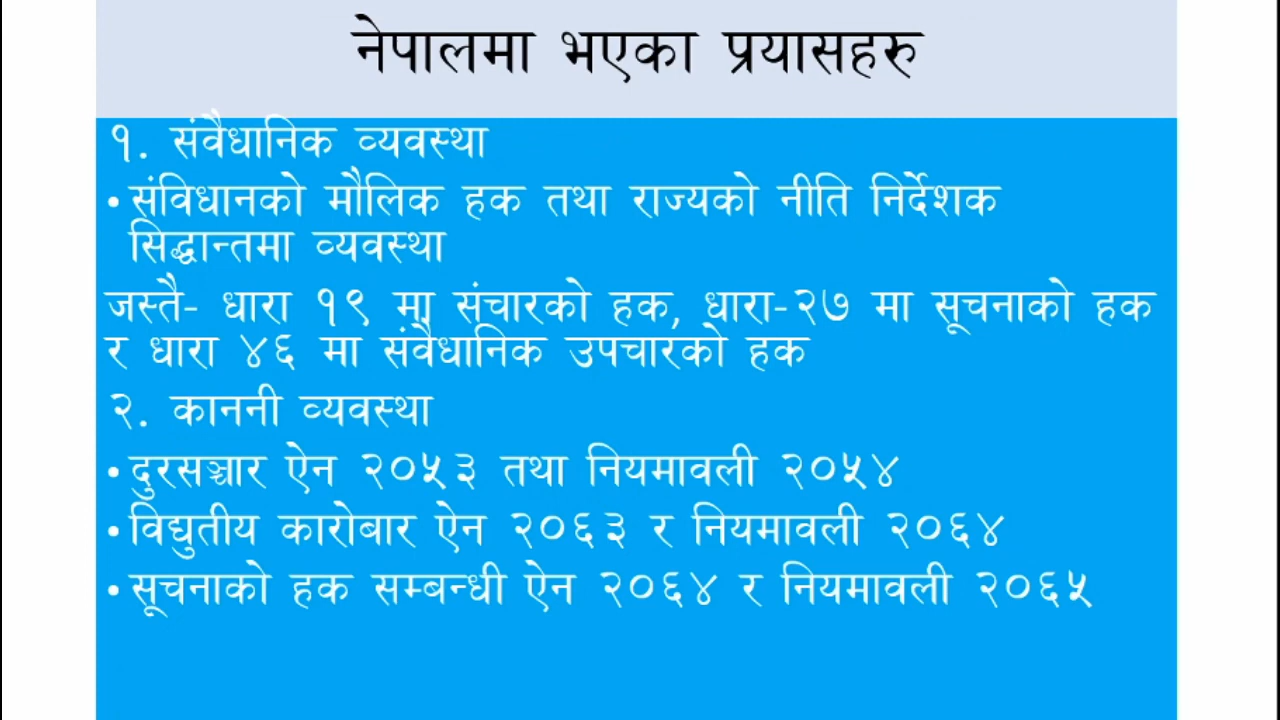 नेपालमा भएका प्रयासहरु
१. संवैधानिक व्यवस्था
• संविधानको मौलिक हक तथा राज्यको नीति निर्देशक
सिद्धान्तमा व्यवस्था
जस्तै- धारा १९ मा संचारको हक, धारा-२७ मा सूचनाको हक
र धारा ४६ मा संवैधानिक उपचारको हक
२. काननी व्यवस्था
• दुरसञ्चार ऐन २०५३ तथा नियमावली २०५४
• विद्युतीय कारोबार ऐन २०६३ र नियमावली २०६४
• सूचनाको हक सम्बन्धी ऐन २०६४ र नियमावली २०६५